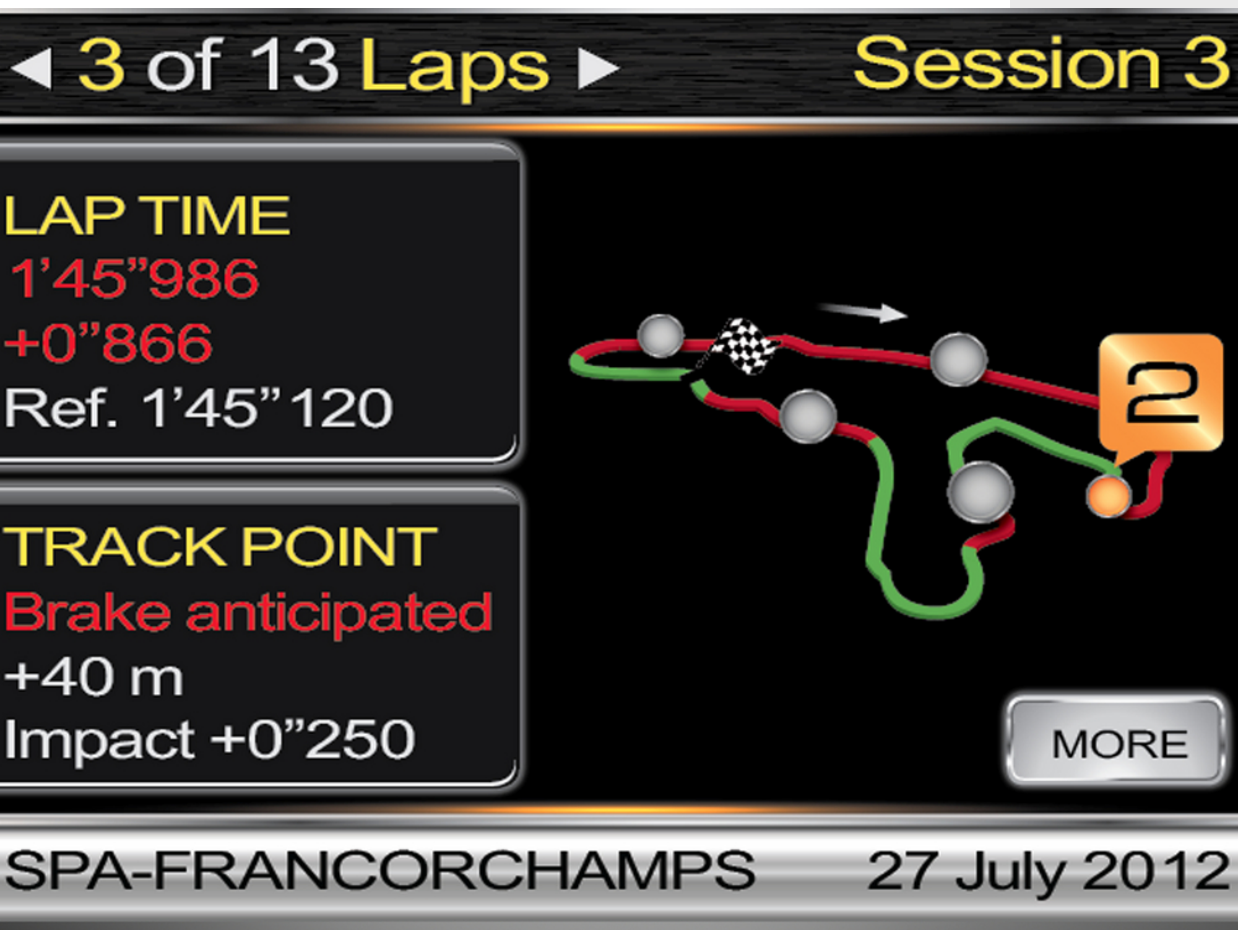 3 of 13 Laps
Session 3
LAP TIME
1’45”986
+0”866
Ref. 1’45”120
2
TRACK POINT
Brake anticipated
+40 m
Impact +0”250
MORE
SPA-FRANCORCHAMPS
27 July 2012